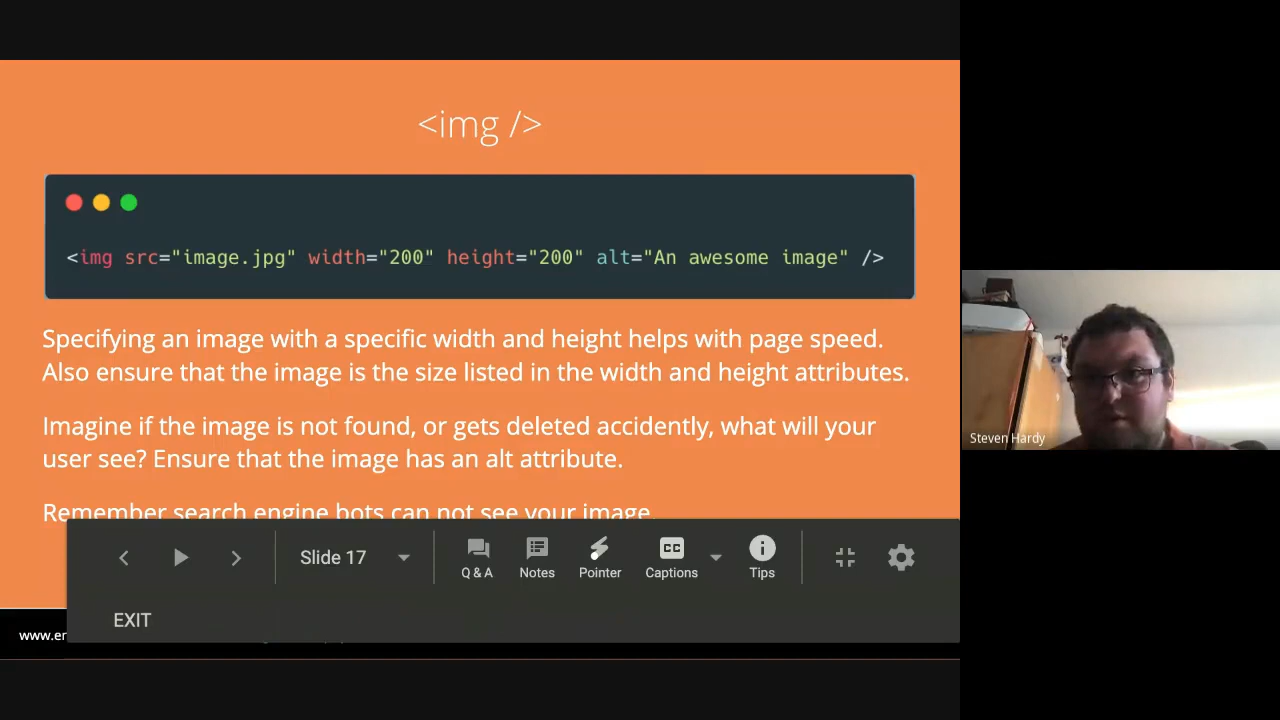 <img />
<img src="image.jpg" width="200" height="200" alt="An awesome image" />
Specifying an image with a specific width and height helps with page speed.
Also ensure that the image is the size listed in the width and height attributes.
Imagine if the image is not found, or gets deleted accidently, what will your
user see? Ensure that the image has an alt attribute.
Remember search engine bots can not see your image.
Slide 17
Q & A
Notes
Pointer
CC
Captions
Tips
EXIT
www.er
Steven Hardy